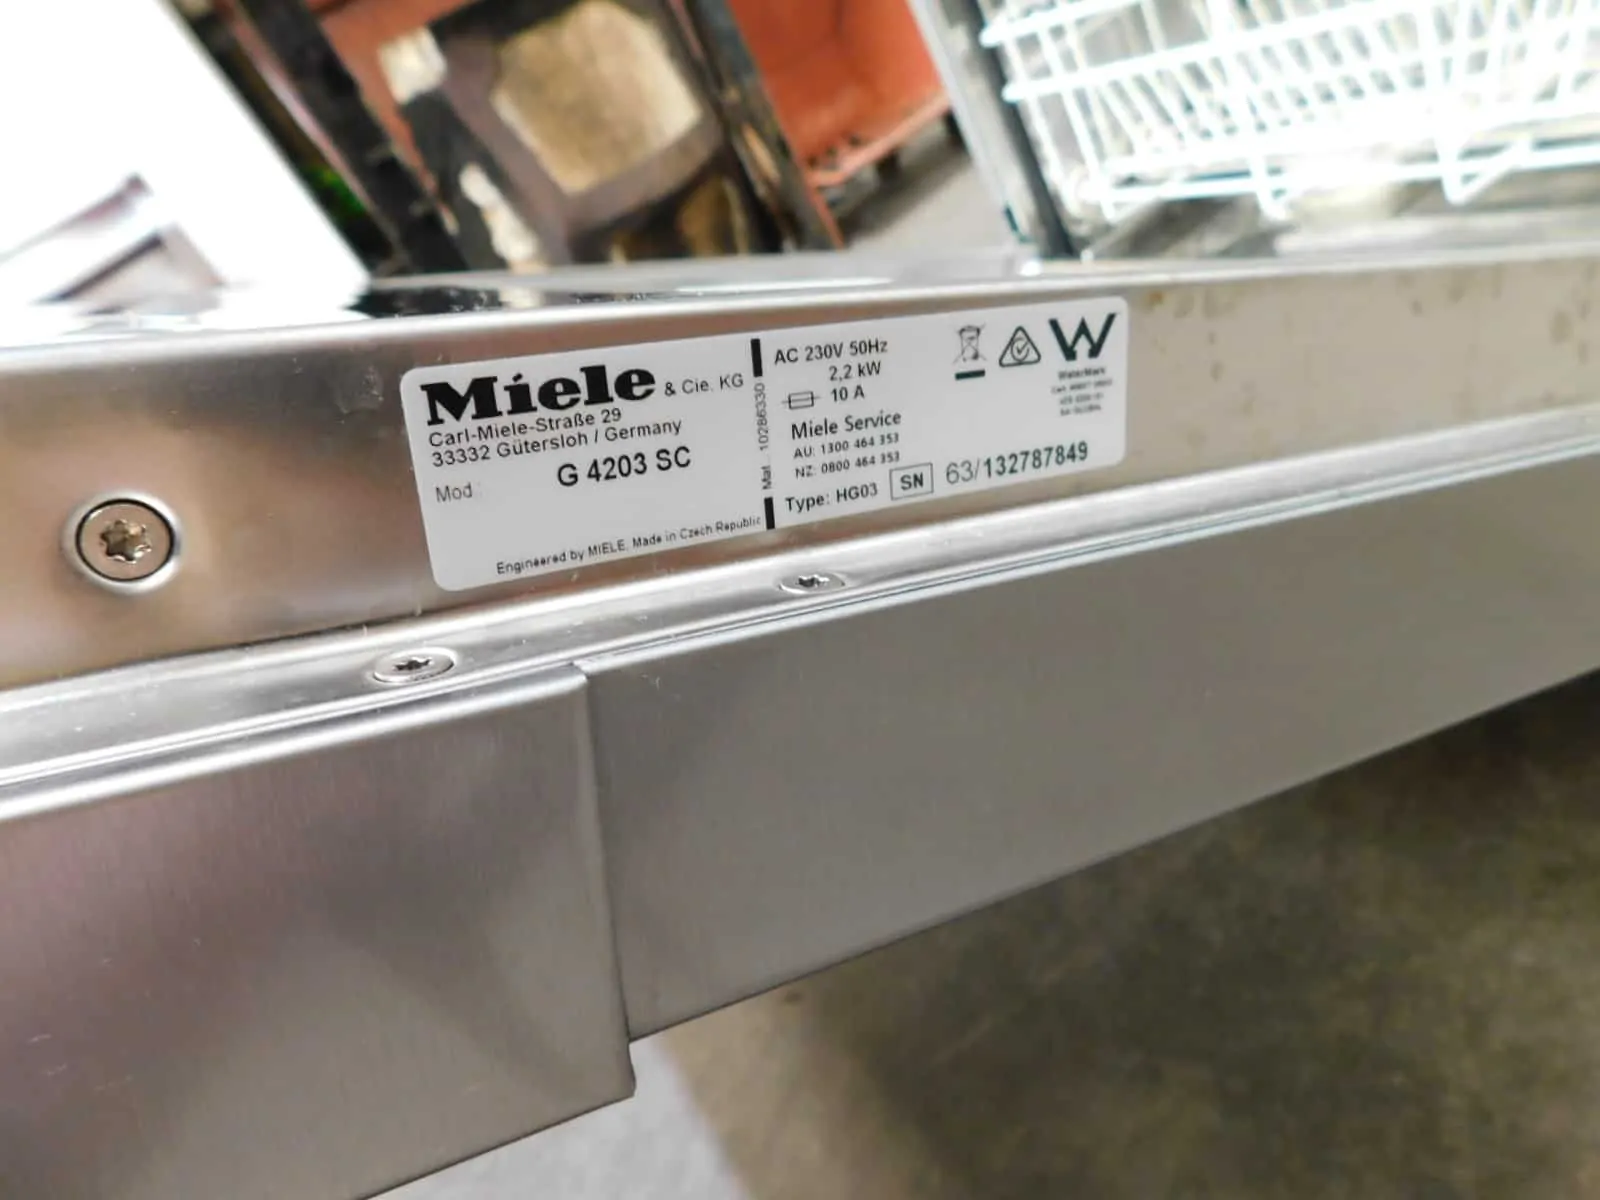 Miele & Cie. KG
Carl-Miele-Straße 29
33332 Gütersloh / Germany
Mod.: G 4203 SC
Engineered by MIELE. Made in Czech Republic
Mat.: 10286330
AC 230V 50Hz
2,2 kW
10 A
Miele Service
AU: 1300 464 353
NZ: 0800 464 353
Type: HG03 SN 63/132787849
WaterMark